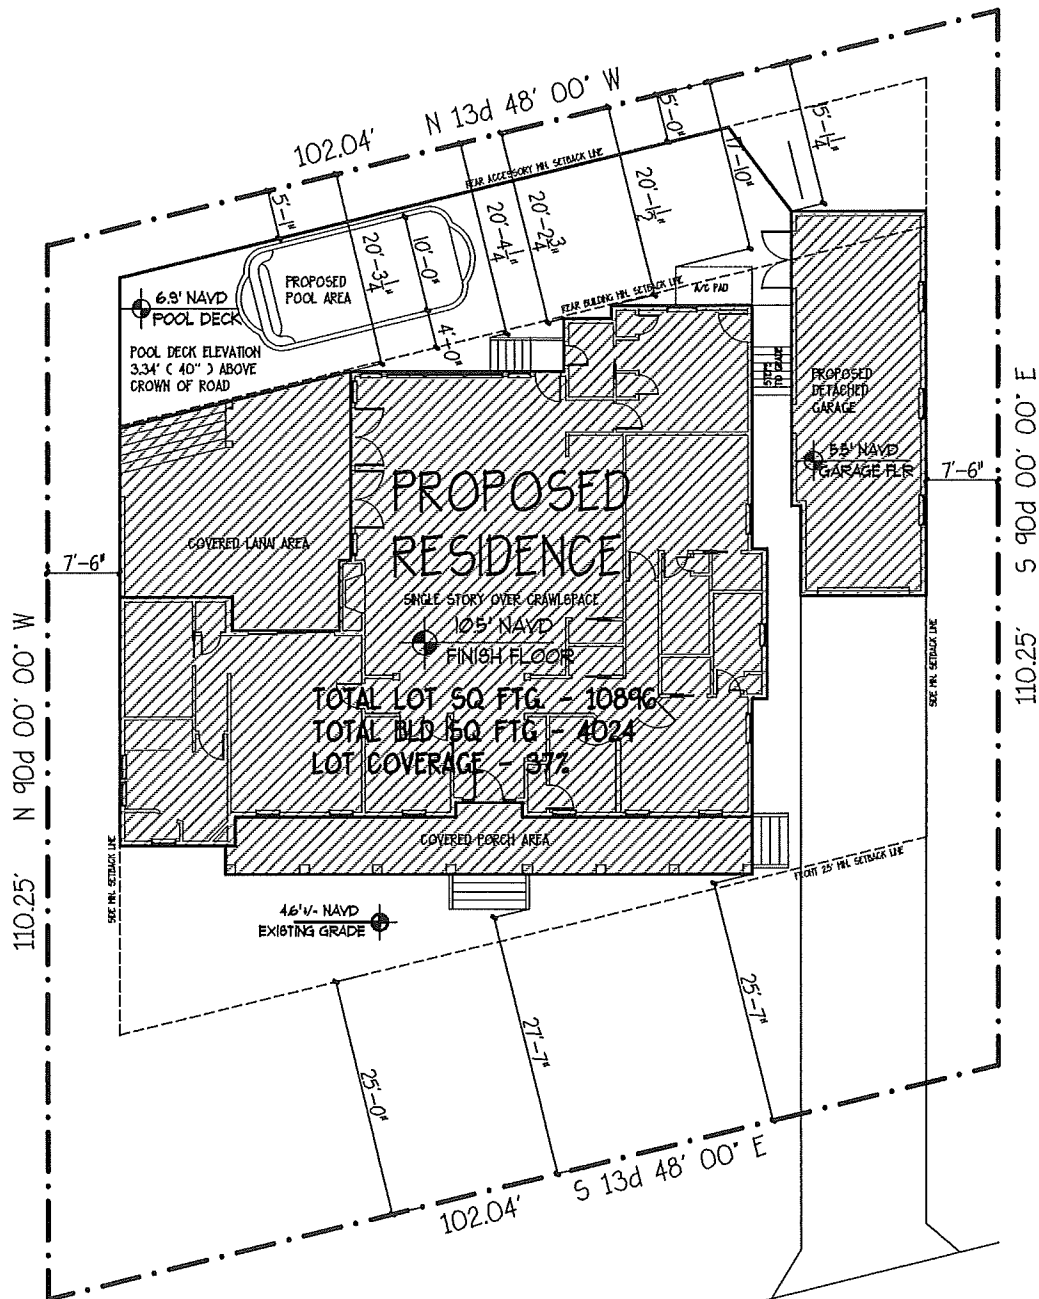 N 13d 48' 00" W
102.04'
5'-0"
5'-1 1/4"
17'-10"
REAR ACCESSORY MIN. SETBACK LINE
5'-1"
20'-3 1/4"
10'-0"
20'-4 1/4"
20'-2 3/4"
20'-1 1/2"
PROPOSED
POOL AREA
6.9' NAVD
POOL DECK
4'-0"
REAR BUILDING MIN. SETBACK LINE
A/C PAD
POOL DECK ELEVATION
3.34' ( 40" ) ABOVE
CROWN OF ROAD
STEPS
TO GRADE
PROPOSED
DETACHED
GARAGE
5.5' NAVD
GARAGE FLR
7'-6"
S 90d 00' 00" E
110.25'
PROPOSED
RESIDENCE
SINGLE STORY OVER CRAWLSPACE
10.5' NAVD
FINISH FLOOR
COVERED LANAI AREA
7'-6"
N 90d 00' 00" W
110.25'
TOTAL LOT SQ FTG. - 10896
TOTAL BLD SQ FTG - 4024
LOT COVERAGE - 37%
SIDE MIN. SETBACK LINE
COVERED PORCH AREA
SIDE MIN. SETBACK LINE
FRONT 25' MIN. SETBACK LINE
4.6'+/- NAVD
EXISTING GRADE
25'-0"
27'-7"
25'-7"
S 13d 48' 00" E
102.04'